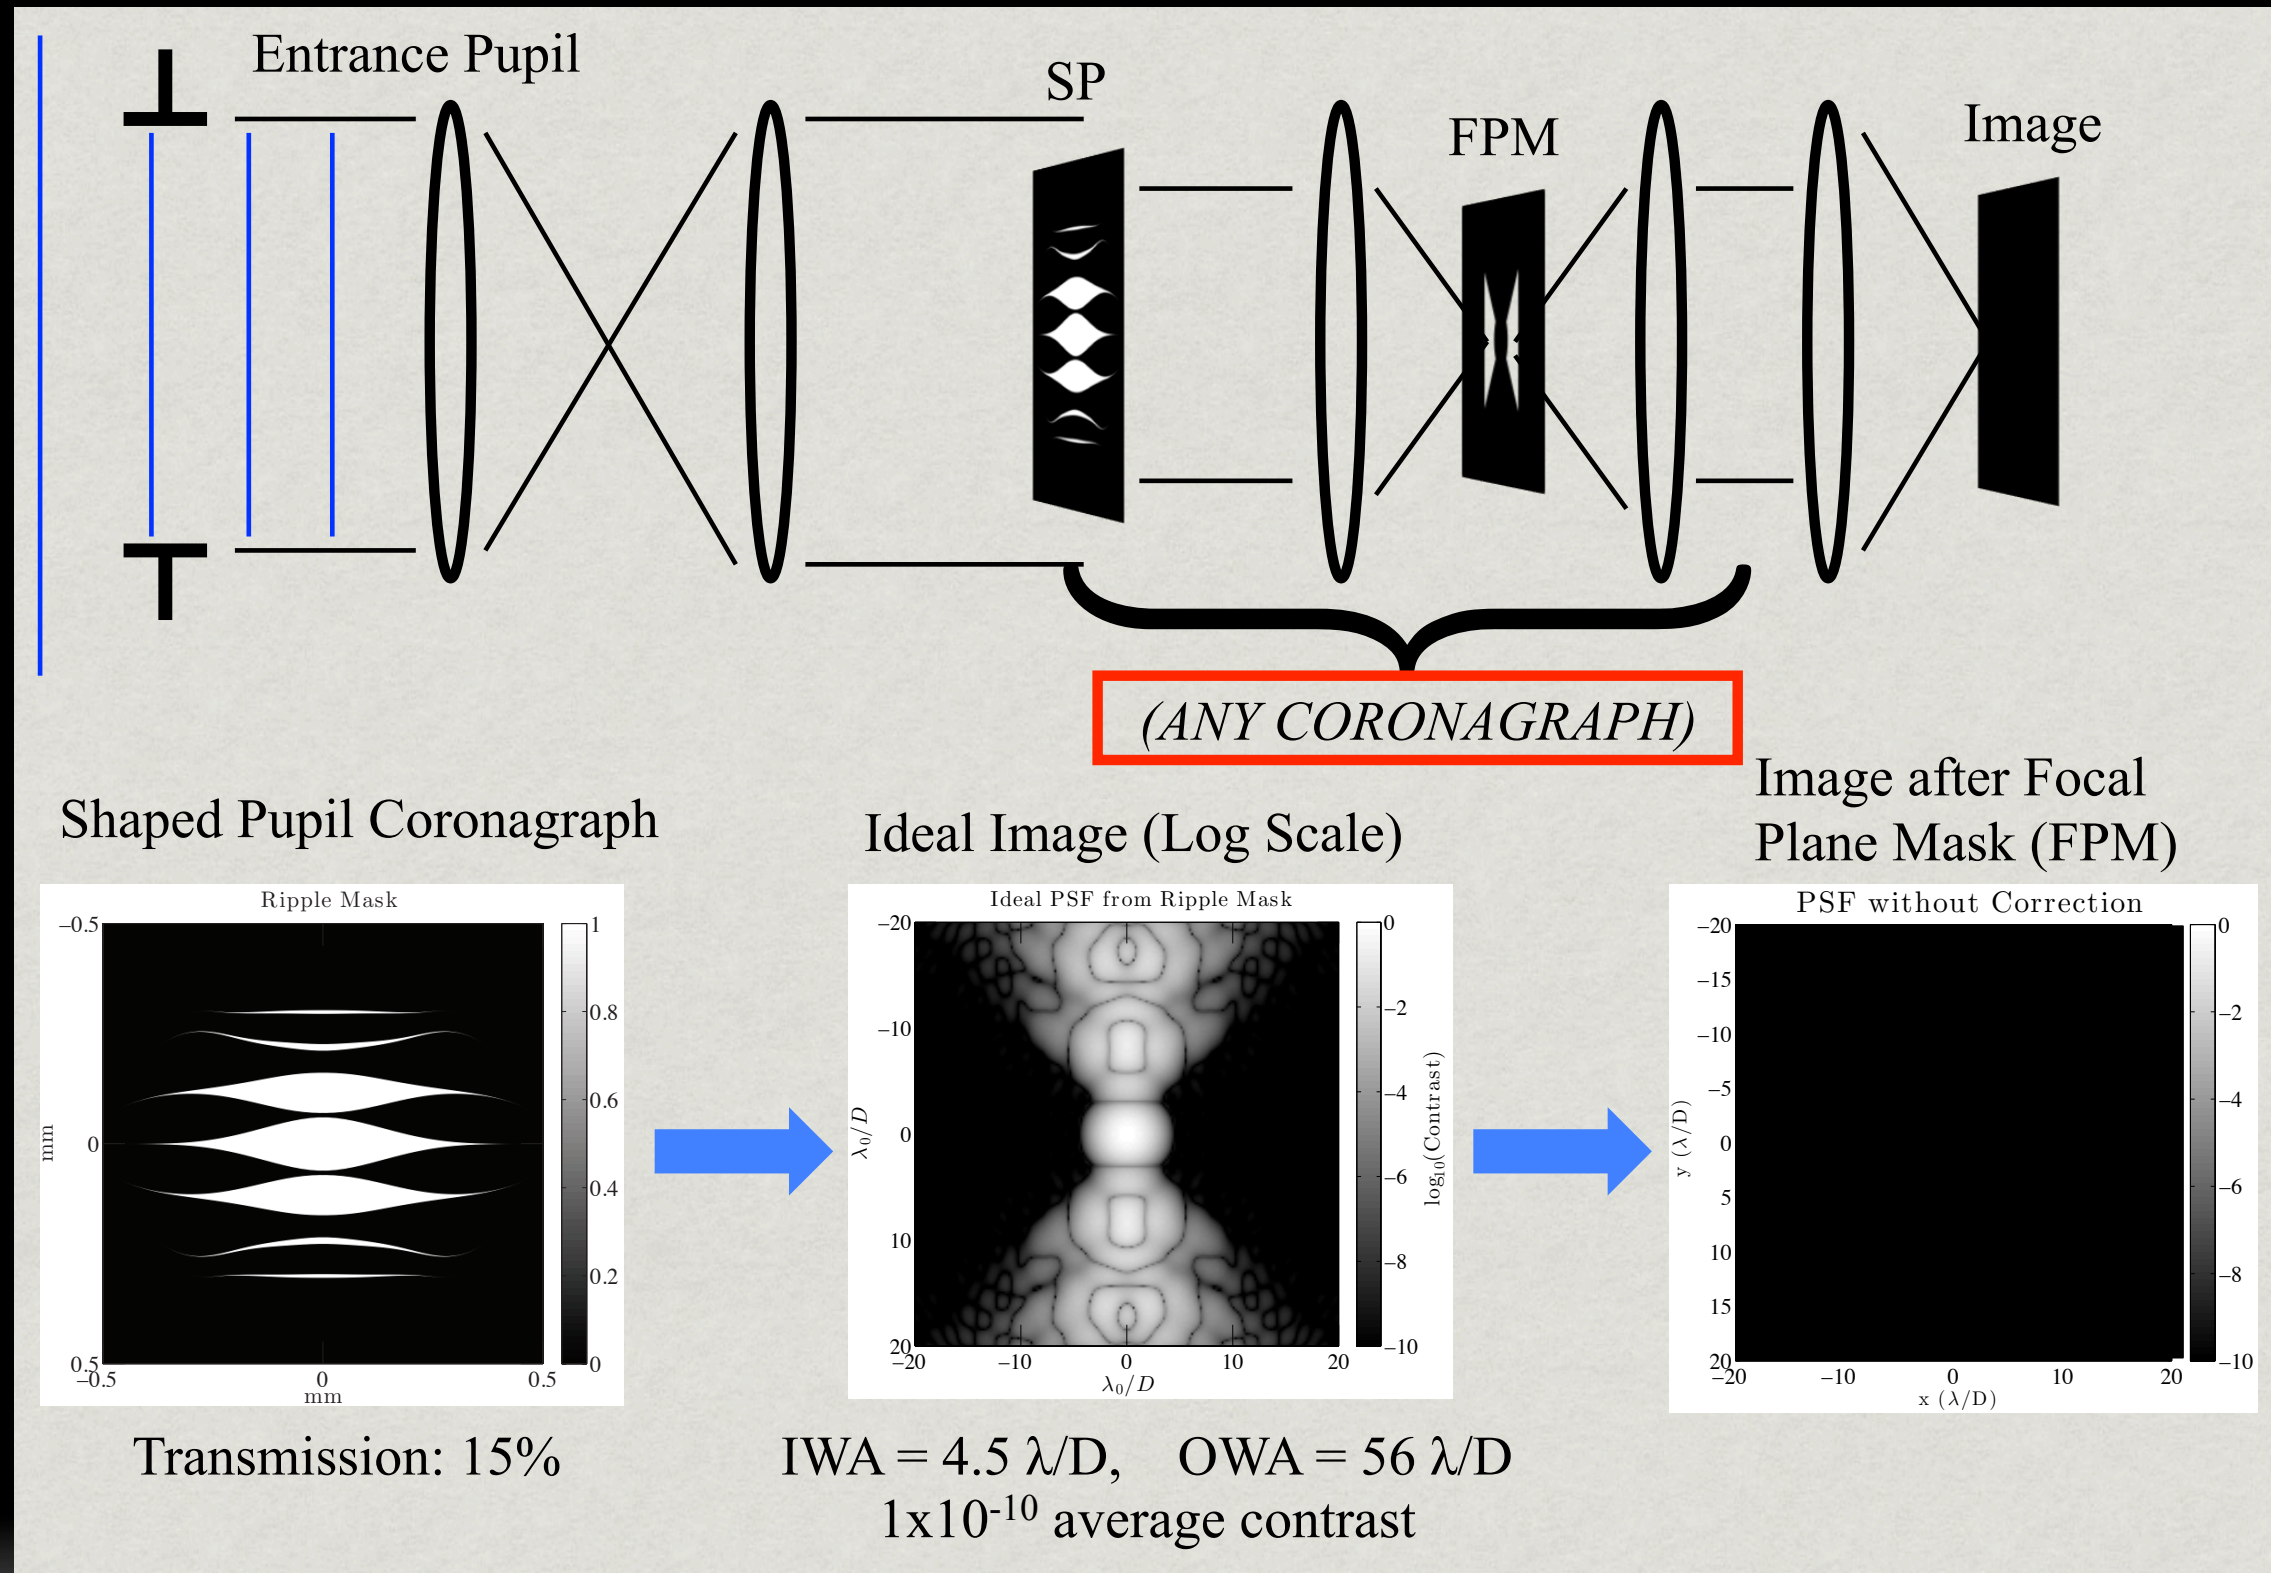 Entrance Pupil
SP
FPM
Image
(ANY CORONAGRAPH)
Shaped Pupil Coronagraph
Ideal Image (Log Scale)
Image after Focal
Plane Mask (FPM)
Ripple Mask
−0.5
0
0.5
mm
−0.5
0
0.5
mm
1
0.8
0.6
0.4
0.2
0
Ideal PSF from Ripple Mask
−20
−10
0
10
20
λ₀/D
−20
−10
0
10
20
λ₀/D
0
−2
−4
−6
−8
−10
log₁₀(Contrast)
PSF without Correction
−20
−15
−10
−5
0
5
10
15
20
y (λ/D)
−20
−10
0
10
20
x (λ/D)
0
−2
−4
−6
−8
−10
Transmission: 15%
IWA = 4.5 λ/D, OWA = 56 λ/D
1x10⁻¹⁰ average contrast